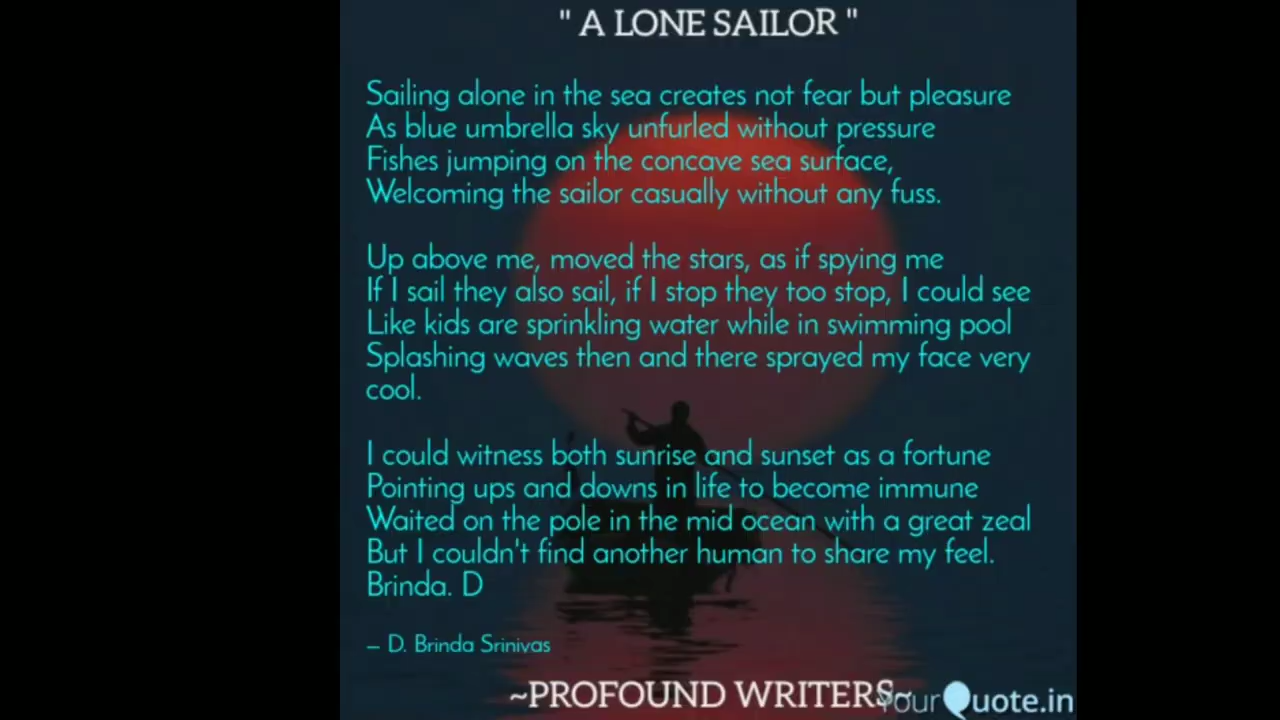 " A LONE SAILOR "
Sailing alone in the sea creates not fear but pleasure
As blue umbrella sky unfurled without pressure
Fishes jumping on the concave sea surface,
Welcoming the sailor casually without any fuss.
Up above me, moved the stars, as if spying me
If I sail they also sail, if I stop they too stop, I could see
Like kids are sprinkling water while in swimming pool
Splashing waves then and there sprayed my face very
cool.
I could witness both sunrise and sunset as a fortune
Pointing ups and downs in life to become immune
Waited on the pole in the mid ocean with a great zeal
But I couldn't find another human to share my feel.
Brinda. D
– D. Brinda Srinivas
~PROFOUND WRITERS~
YourQuote.in